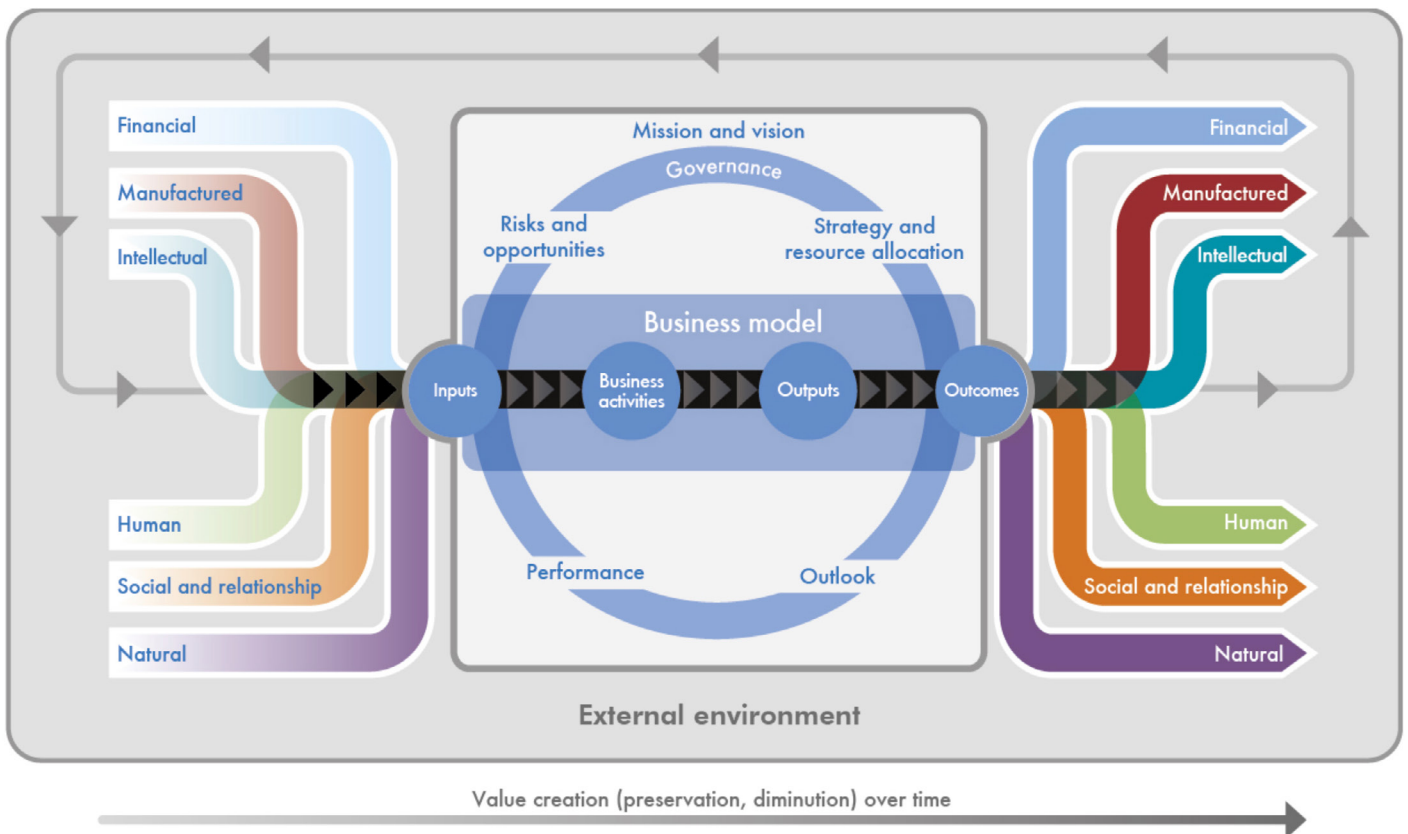 Financial
Manufactured
Intellectual
Human
Social and relationship
Natural
Mission and vision
Governance
Risks and
opportunities
Strategy and
resource allocation
Business model
Inputs
Business
activities
Outputs
Outcomes
Performance
Outlook
Financial
Manufactured
Intellectual
Human
Social and relationship
Natural
External environment
Value creation (preservation, diminution) over time